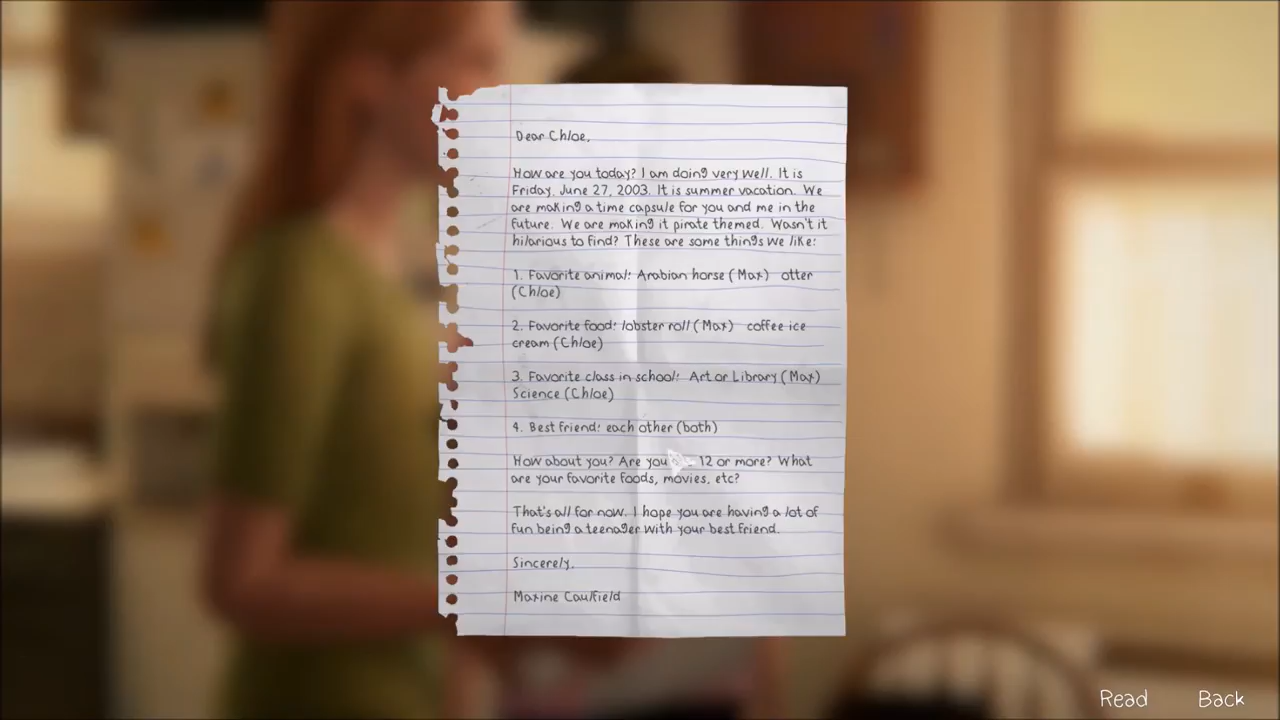 Dear Chloe,
How are you today? I am doing very well. It is
Friday, June 27, 2003. It is summer vacation. We
are making a time capsule for you and me in the
future. We are making it pirate themed. Wasn't it
hilarious to find? These are some things we like:
1. Favorite animal: Arabian horse (Max) otter
(Chloe)
2. Favorite food: lobster roll (Max) coffee ice
cream (Chloe)
3. Favorite class in school: Art or Library (Max)
Science (Chloe)
4. Best friend: each other (both)
How about you? Are you 12 or more? What
are your favorite foods, movies, etc?
That's all for now. I hope you are having a lot of
fun being a teenager with your best friend.
Sincerely,
Maxine Caulfield
Read Back